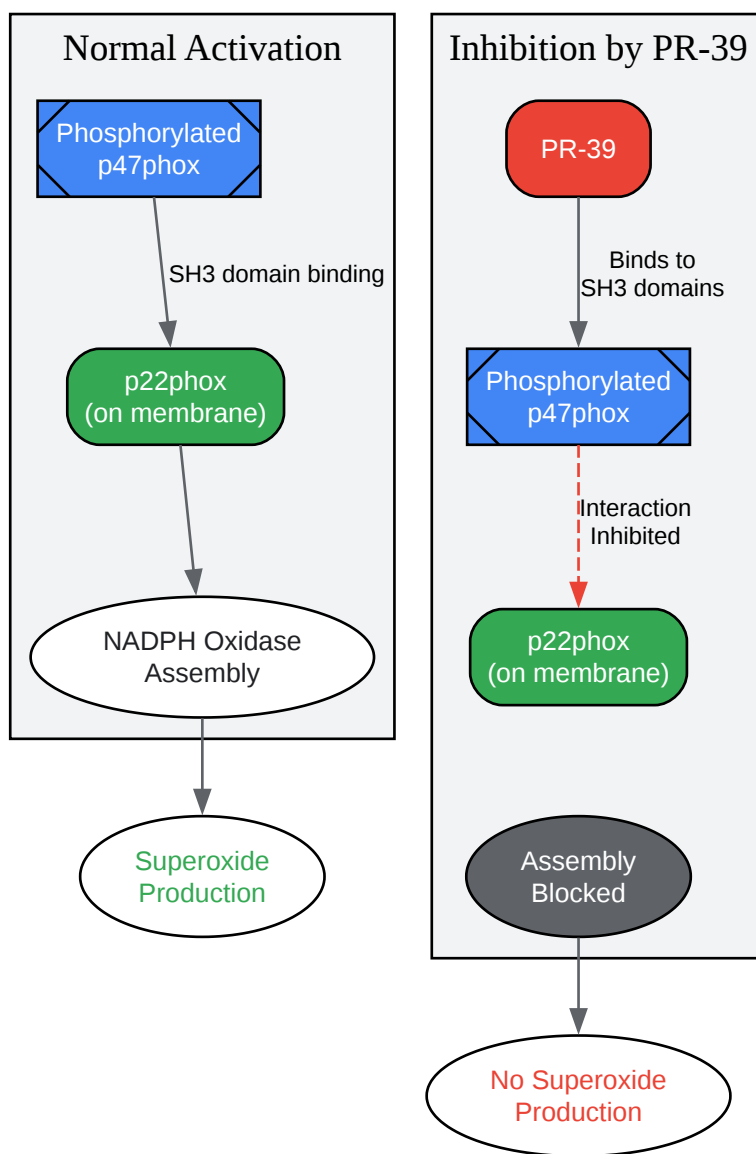 Normal Activation
Phosphorylated
p47phox
SH3 domain binding
p22phox
(on membrane)
NADPH Oxidase
Assembly
Superoxide
Production
Inhibition by PR-39
PR-39
Binds to
SH3 domains
Phosphorylated
p47phox
Interaction
Inhibited
p22phox
(on membrane)
Assembly
Blocked
No Superoxide
Production